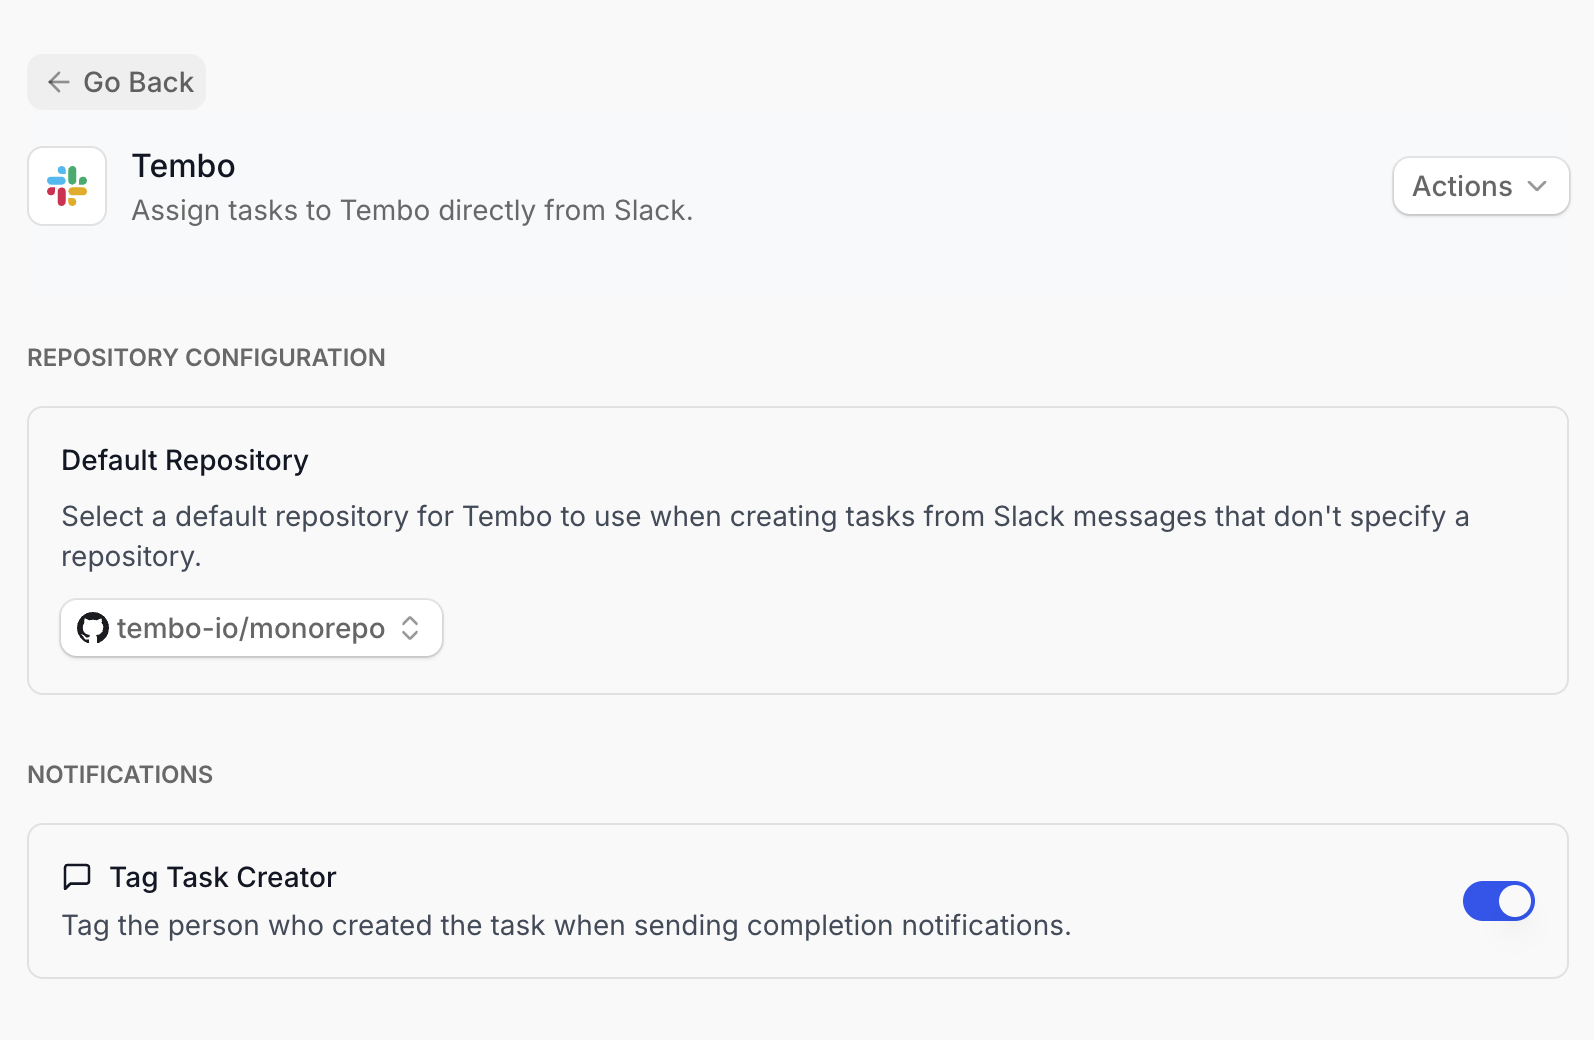 Go Back
Tembo
Assign tasks to Tembo directly from Slack.
Actions
REPOSITORY CONFIGURATION
Default Repository
Select a default repository for Tembo to use when creating tasks from Slack messages that don't specify a
repository.
tembo-io/monorepo
NOTIFICATIONS
Tag Task Creator
Tag the person who created the task when sending completion notifications.